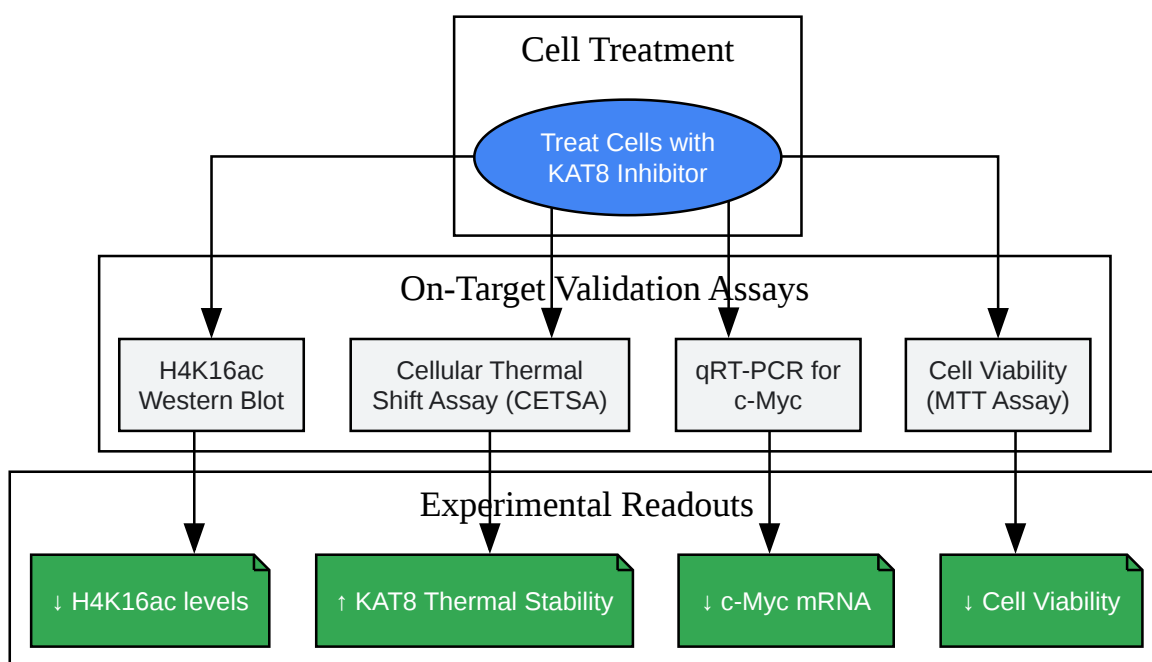 Cell Treatment
Treat Cells with
KAT8 Inhibitor
On-Target Validation Assays
H4K16ac
Western Blot
Cellular Thermal
Shift Assay (CETSA)
qRT-PCR for
c-Myc
Cell Viability
(MTT Assay)
Experimental Readouts
↓ H4K16ac levels
↑ KAT8 Thermal Stability
↓ c-Myc mRNA
↓ Cell Viability